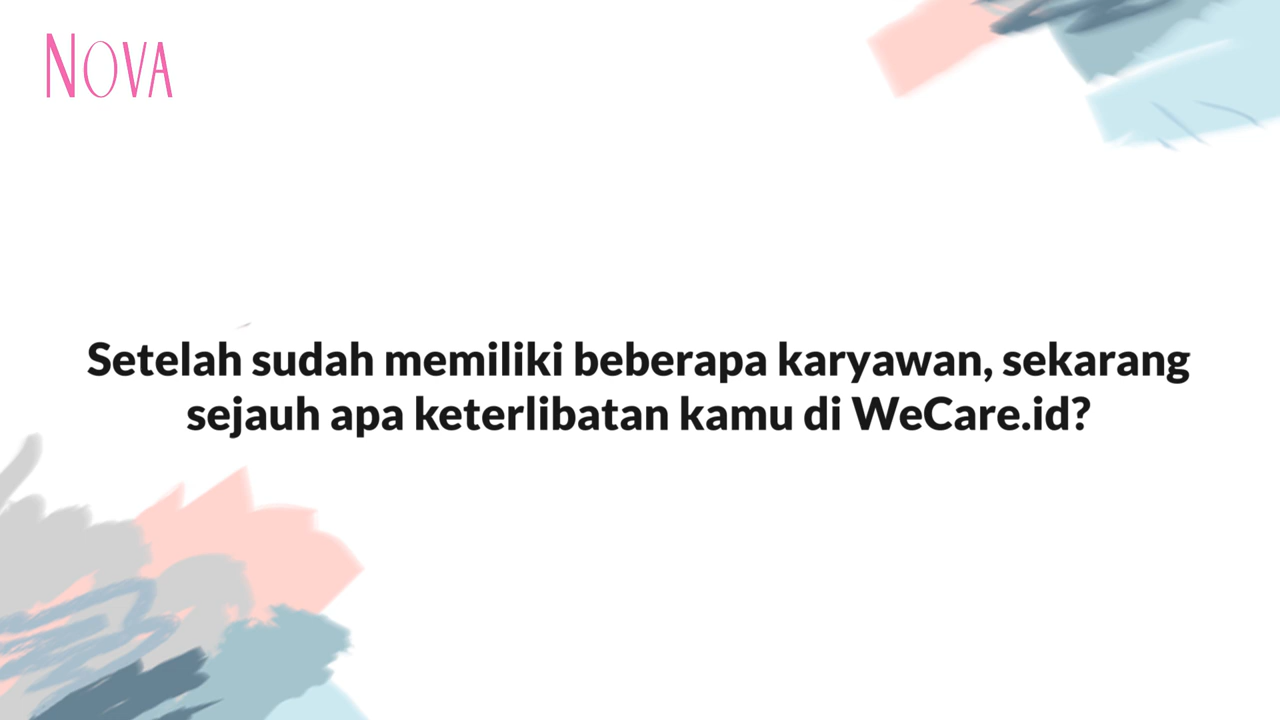 NOVA
Setelah sudah memiliki beberapa karyawan, sekarang
sejauh apa keterlibatan kamu di WeCare.id?